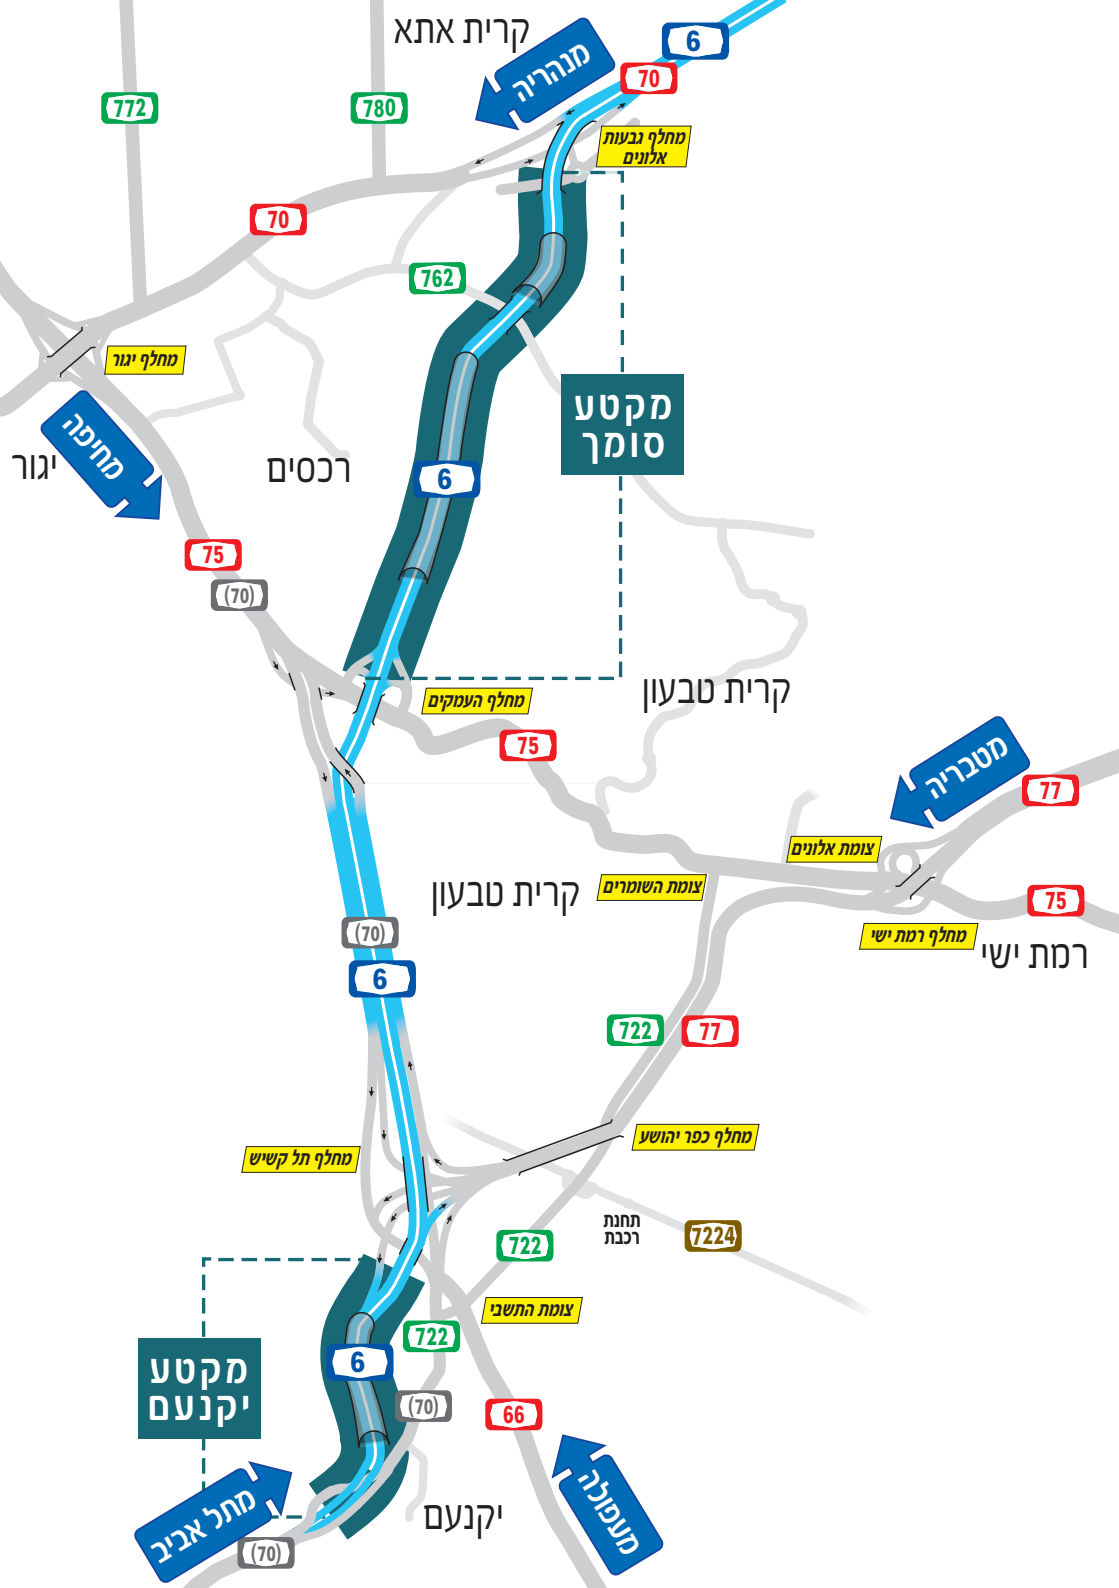 קרית אתא
מנהריה
6
70
772
780
מחלף גבעות
אלונים
70
762
מחלף יגור
מקטע
סומך
מחיפה
יגור
רכסים
6
75
(70)
קרית טבעון
מחלף העמקים
75
מטבריה
77
צומת אלונים
קרית טבעון
צומת השומרים
75
מחלף רמת ישי
רמת ישי
(70)
6
722
77
מחלף כפר יהושע
מחלף תל קשיש
תחנת
רכבת
7224
722
צומת התשבי
722
מקטע
יקנעם
6
(70)
66
מתל אביב
יקנעם
מעפולה
(70)